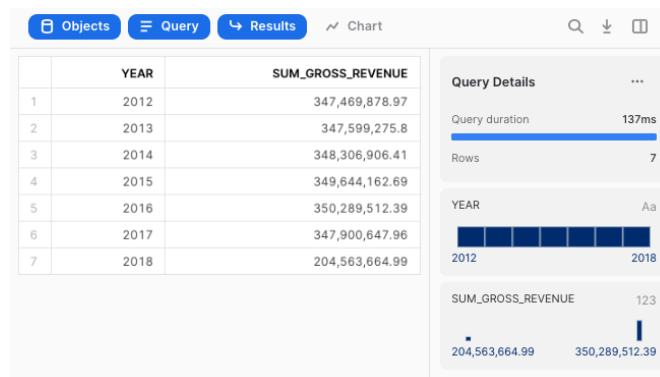 Objects Query Results Chart
YEAR SUM_GROSS_REVENUE
1 2012 347,469,878.97
2 2013 347,599,275.8
3 2014 348,306,906.41
4 2015 349,644,162.69
5 2016 350,289,512.39
6 2017 347,900,647.96
7 2018 204,563,664.99
Query Details ...
Query duration 137ms
Rows 7
YEAR Aa
2012 2018
SUM_GROSS_REVENUE 123
204,563,664.99 350,289,512.39